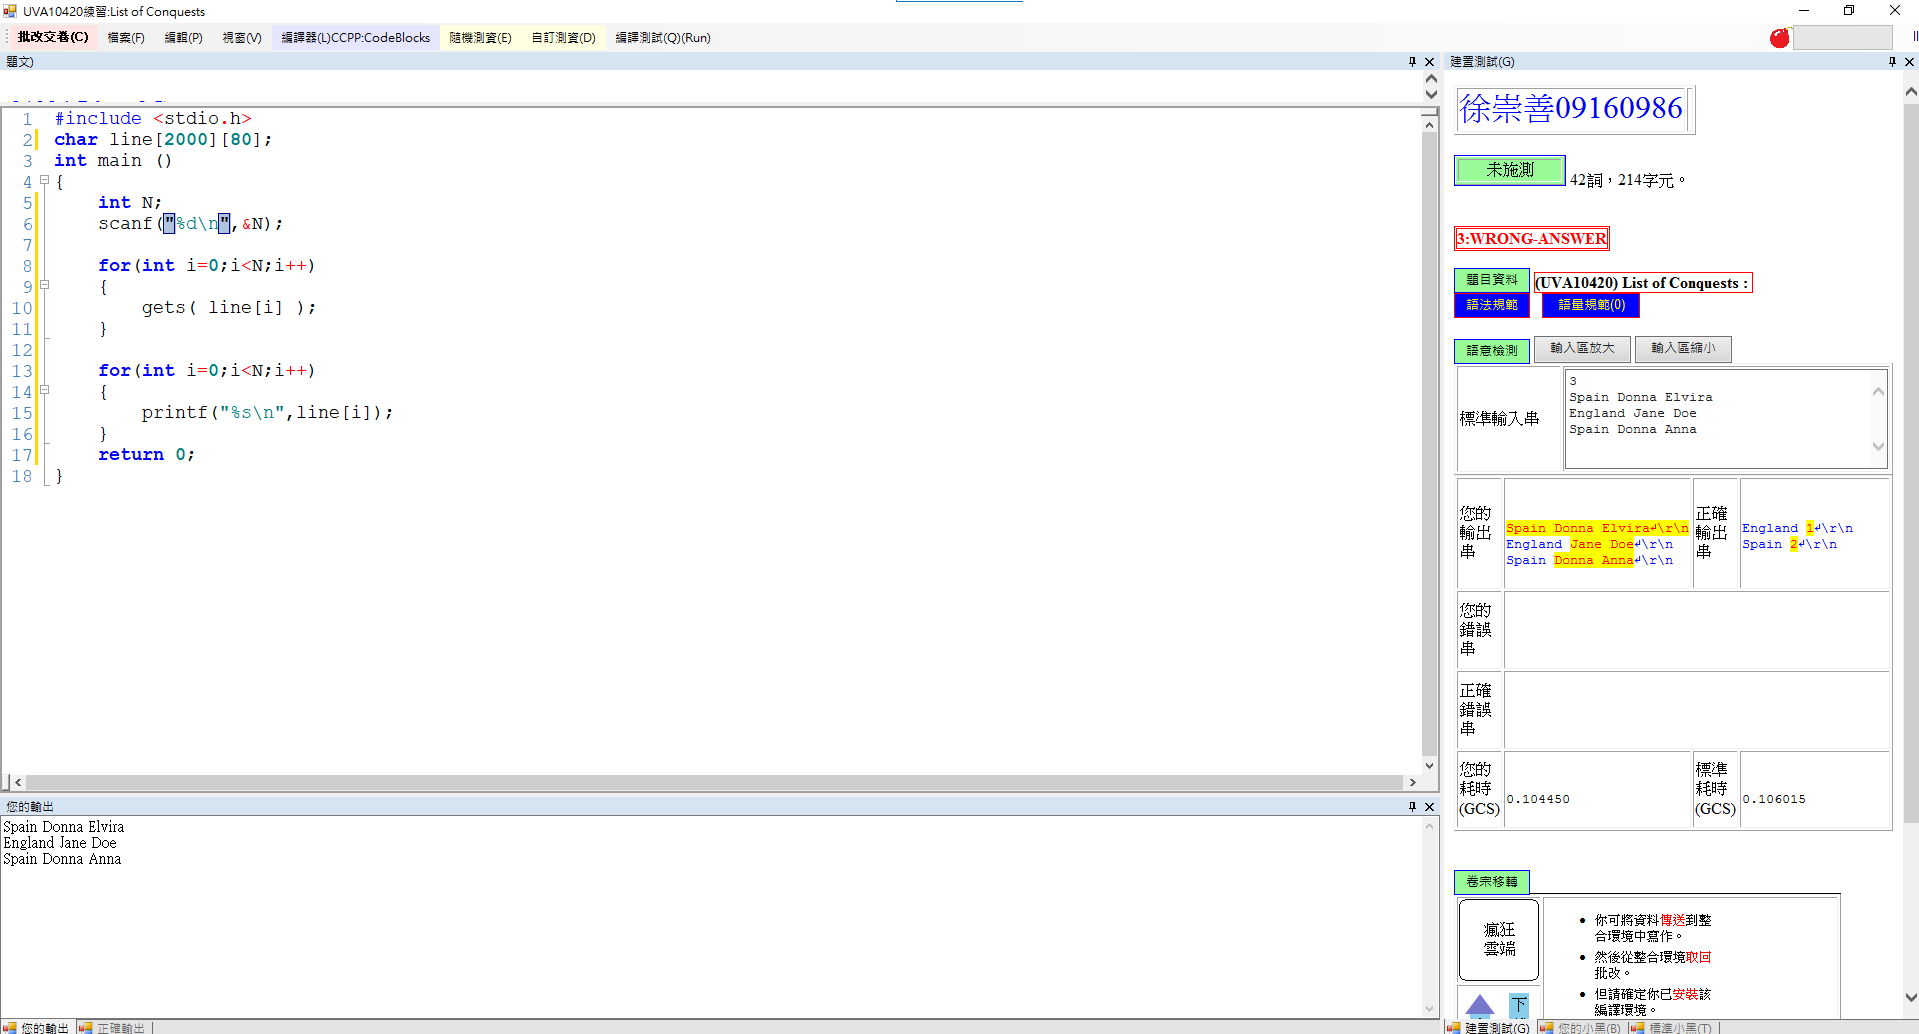 UVA10420練習:List of Conquests
批改交卷(C) 檔案(F) 編輯(P) 視窗(V) 編譯器(L)CCPP:CodeBlocks 隨機測資(E) 自訂測資(D) 編譯測試(Q)(Run)
題文)
1 #include <stdio.h>
2 char line[2000][80];
3 int main ()
4 {
5 int N;
6 scanf("%d\n",&N);
7
8 for(int i=0;i<N;i++)
9 {
10 gets( line[i] );
11 }
12
13 for(int i=0;i<N;i++)
14 {
15 printf("%s\n",line[i]);
16 }
17 return 0;
18 }
您的輸出
Spain Donna Elvira
England Jane Doe
Spain Donna Anna
您的輸出 正確輸出
建置測試(G)
徐崇善09160986
未施測 42詞，214字元。
3:WRONG-ANSWER
題目資料 (UVA10420) List of Conquests :
語法規範 語量規範(0)
語意檢測 輸入區放大 輸入區縮小
標準輸入串
3
Spain Donna Elvira
England Jane Doe
Spain Donna Anna
您的
輸出
串
Spain Donna Elvira↲\r\n
England Jane Doe↲\r\n
Spain Donna Anna↲\r\n
正確
輸出
串
England 1↲\r\n
Spain 2↲\r\n
您的
錯誤
串
正確
錯誤
串
您的
耗時
(GCS)
0.104450
標準
耗時
(GCS)
0.106015
卷宗移轉
瘋狂
雲端
• 你可將資料傳送到整
合環境中寫作。
• 然後從整合環境取回
批改。
• 但請確定你已安裝該
編譯環境。
下
建置測試(G) 您的小黑(B) 標準小黑(T)